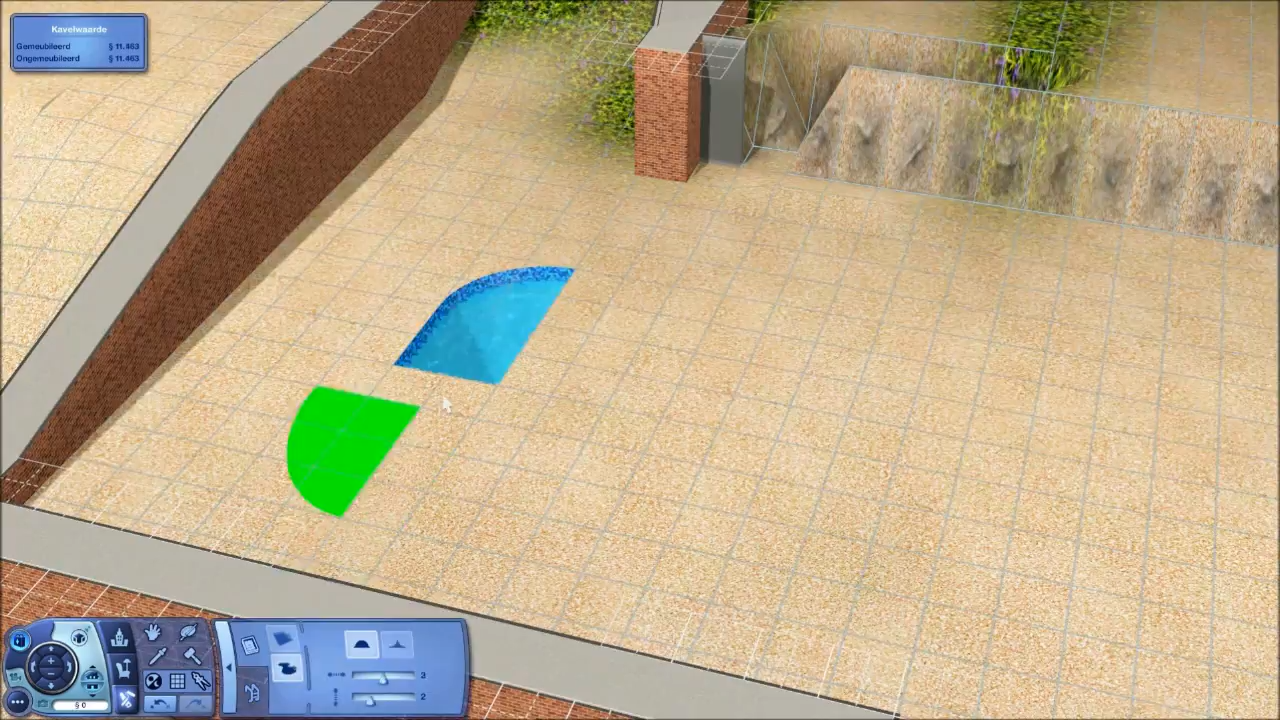 Kavelwaarde
Gemeubileerd § 11.463
Ongemeubileerd § 11.463
3
2
§ 0